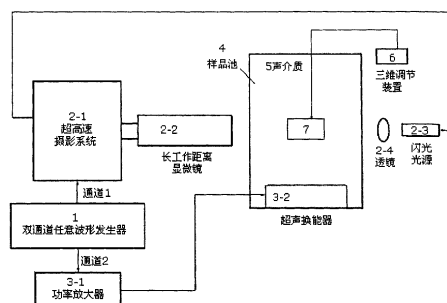 4
样品池
5声介质
6
三维调节
装置
2-1
超高速
摄影系统
2-2
长工作距离
显微镜
7
2-4
透镜
2-3
闪光
光源
通道1
3-2
超声换能器
1
双通道任意波形发生器
通道2
3-1
功率放大器